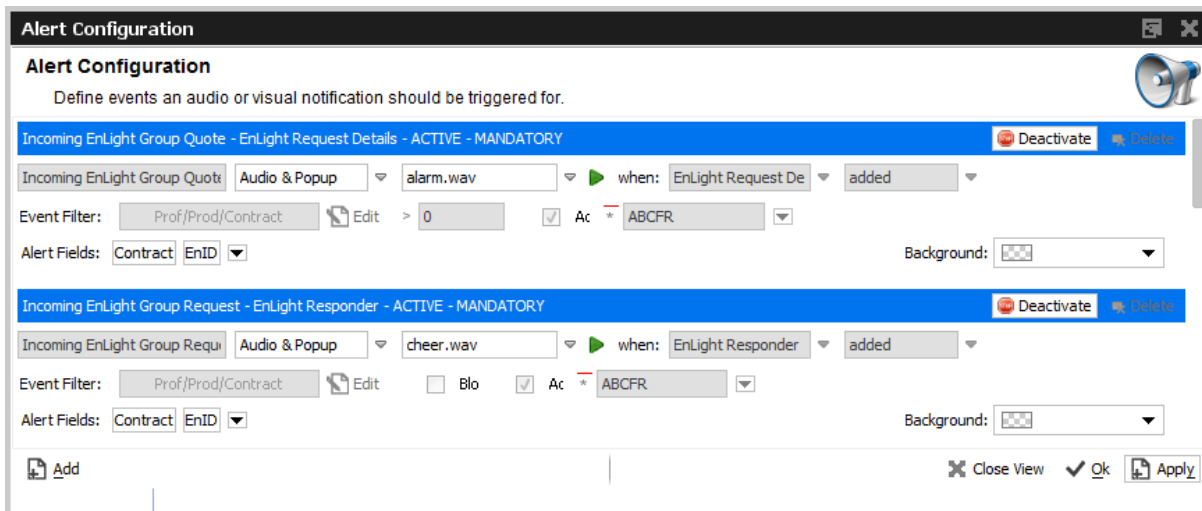 Alert Configuration
Alert Configuration
Define events an audio or visual notification should be triggered for.
Incoming EnLight Group Quote - EnLight Request Details - ACTIVE - MANDATORY Deactivate Delete
Incoming EnLight Group Quote Audio & Popup alarm.wav when: EnLight Request De added
Event Filter: Prof/Prod/Contract Edit > 0 Ac * ABCFR
Alert Fields: Contract EnID Background:
Incoming EnLight Group Request - EnLight Responder - ACTIVE - MANDATORY Deactivate Delete
Incoming EnLight Group Requ Audio & Popup cheer.wav when: EnLight Responder added
Event Filter: Prof/Prod/Contract Edit Blo Ac * ABCFR
Alert Fields: Contract EnID Background:
Add Close View Ok Apply